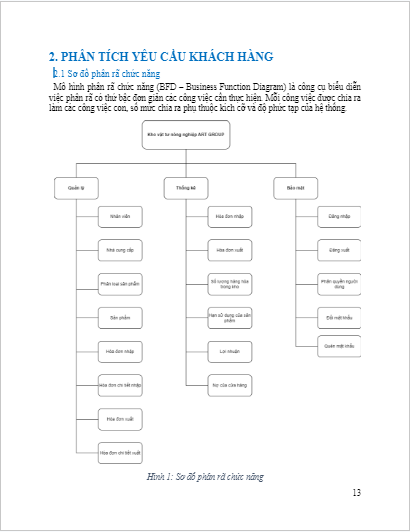 2. PHÂN TÍCH YÊU CẦU KHÁCH HÀNG
2.1 Sơ đồ phân rã chức năng
Mô hình phân rã chức năng (BFD – Business Function Diagram) là công cụ biểu diễn
việc phân rã có thứ bậc đơn giản các công việc cần thực hiện. Mỗi công việc được chia ra
làm các công việc con, số mức chia ra phụ thuộc kích cỡ và độ phức tạp của hệ thống.
Kho vật tư nông nghiệp ART GROUP
Quản lý
Thống kê
Bảo mật
Nhân viên
Hóa đơn nhập
Đăng nhập
Nhà cung cấp
Hóa đơn xuất
Đăng xuất
Phân loại sản phẩm
Số lượng hàng hóa
trong kho
Phân quyền người
dùng
Sản phẩm
Hạn sử dụng của sản
phẩm
Đổi mật khẩu
Hóa đơn nhập
Lợi nhuận
Quên mật khẩu
Hóa đơn chi tiết nhập
Nợ của cửa hàng
Hóa đơn xuất
Hóa đơn chi tiết xuất
Hình 1: Sơ đồ phân rã chức năng
13